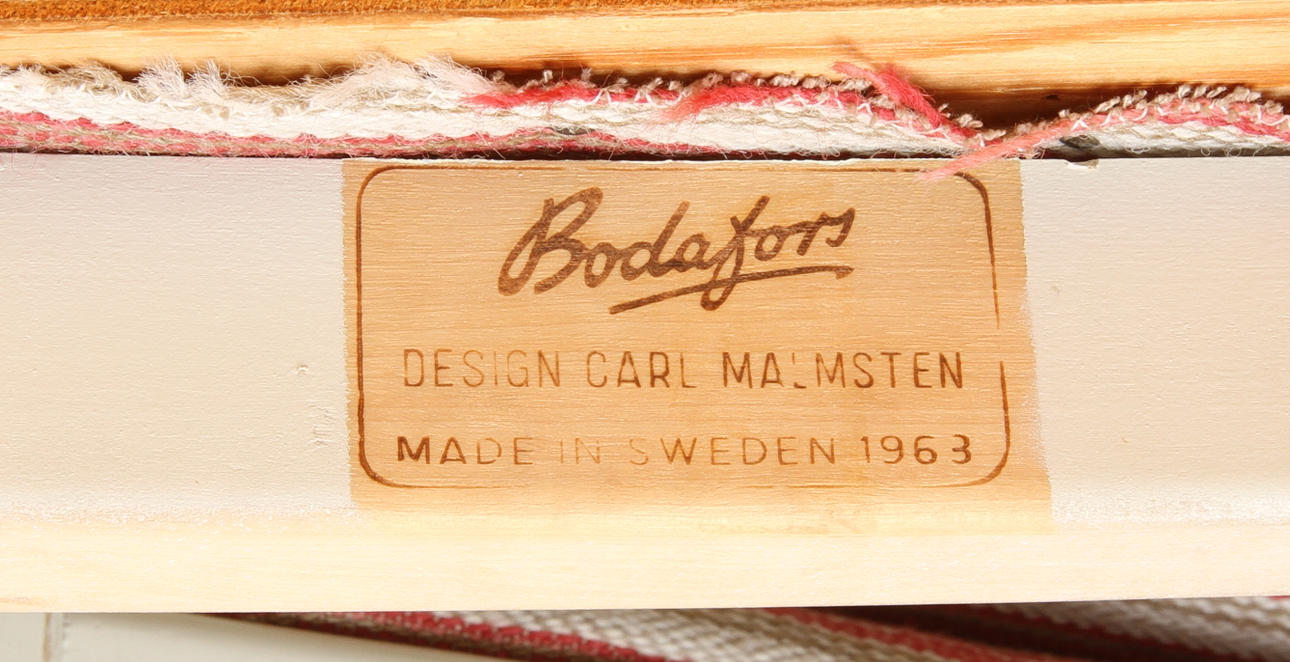 Bodafors
DESIGN CARL MALMSTEN
MADE IN SWEDEN 1963